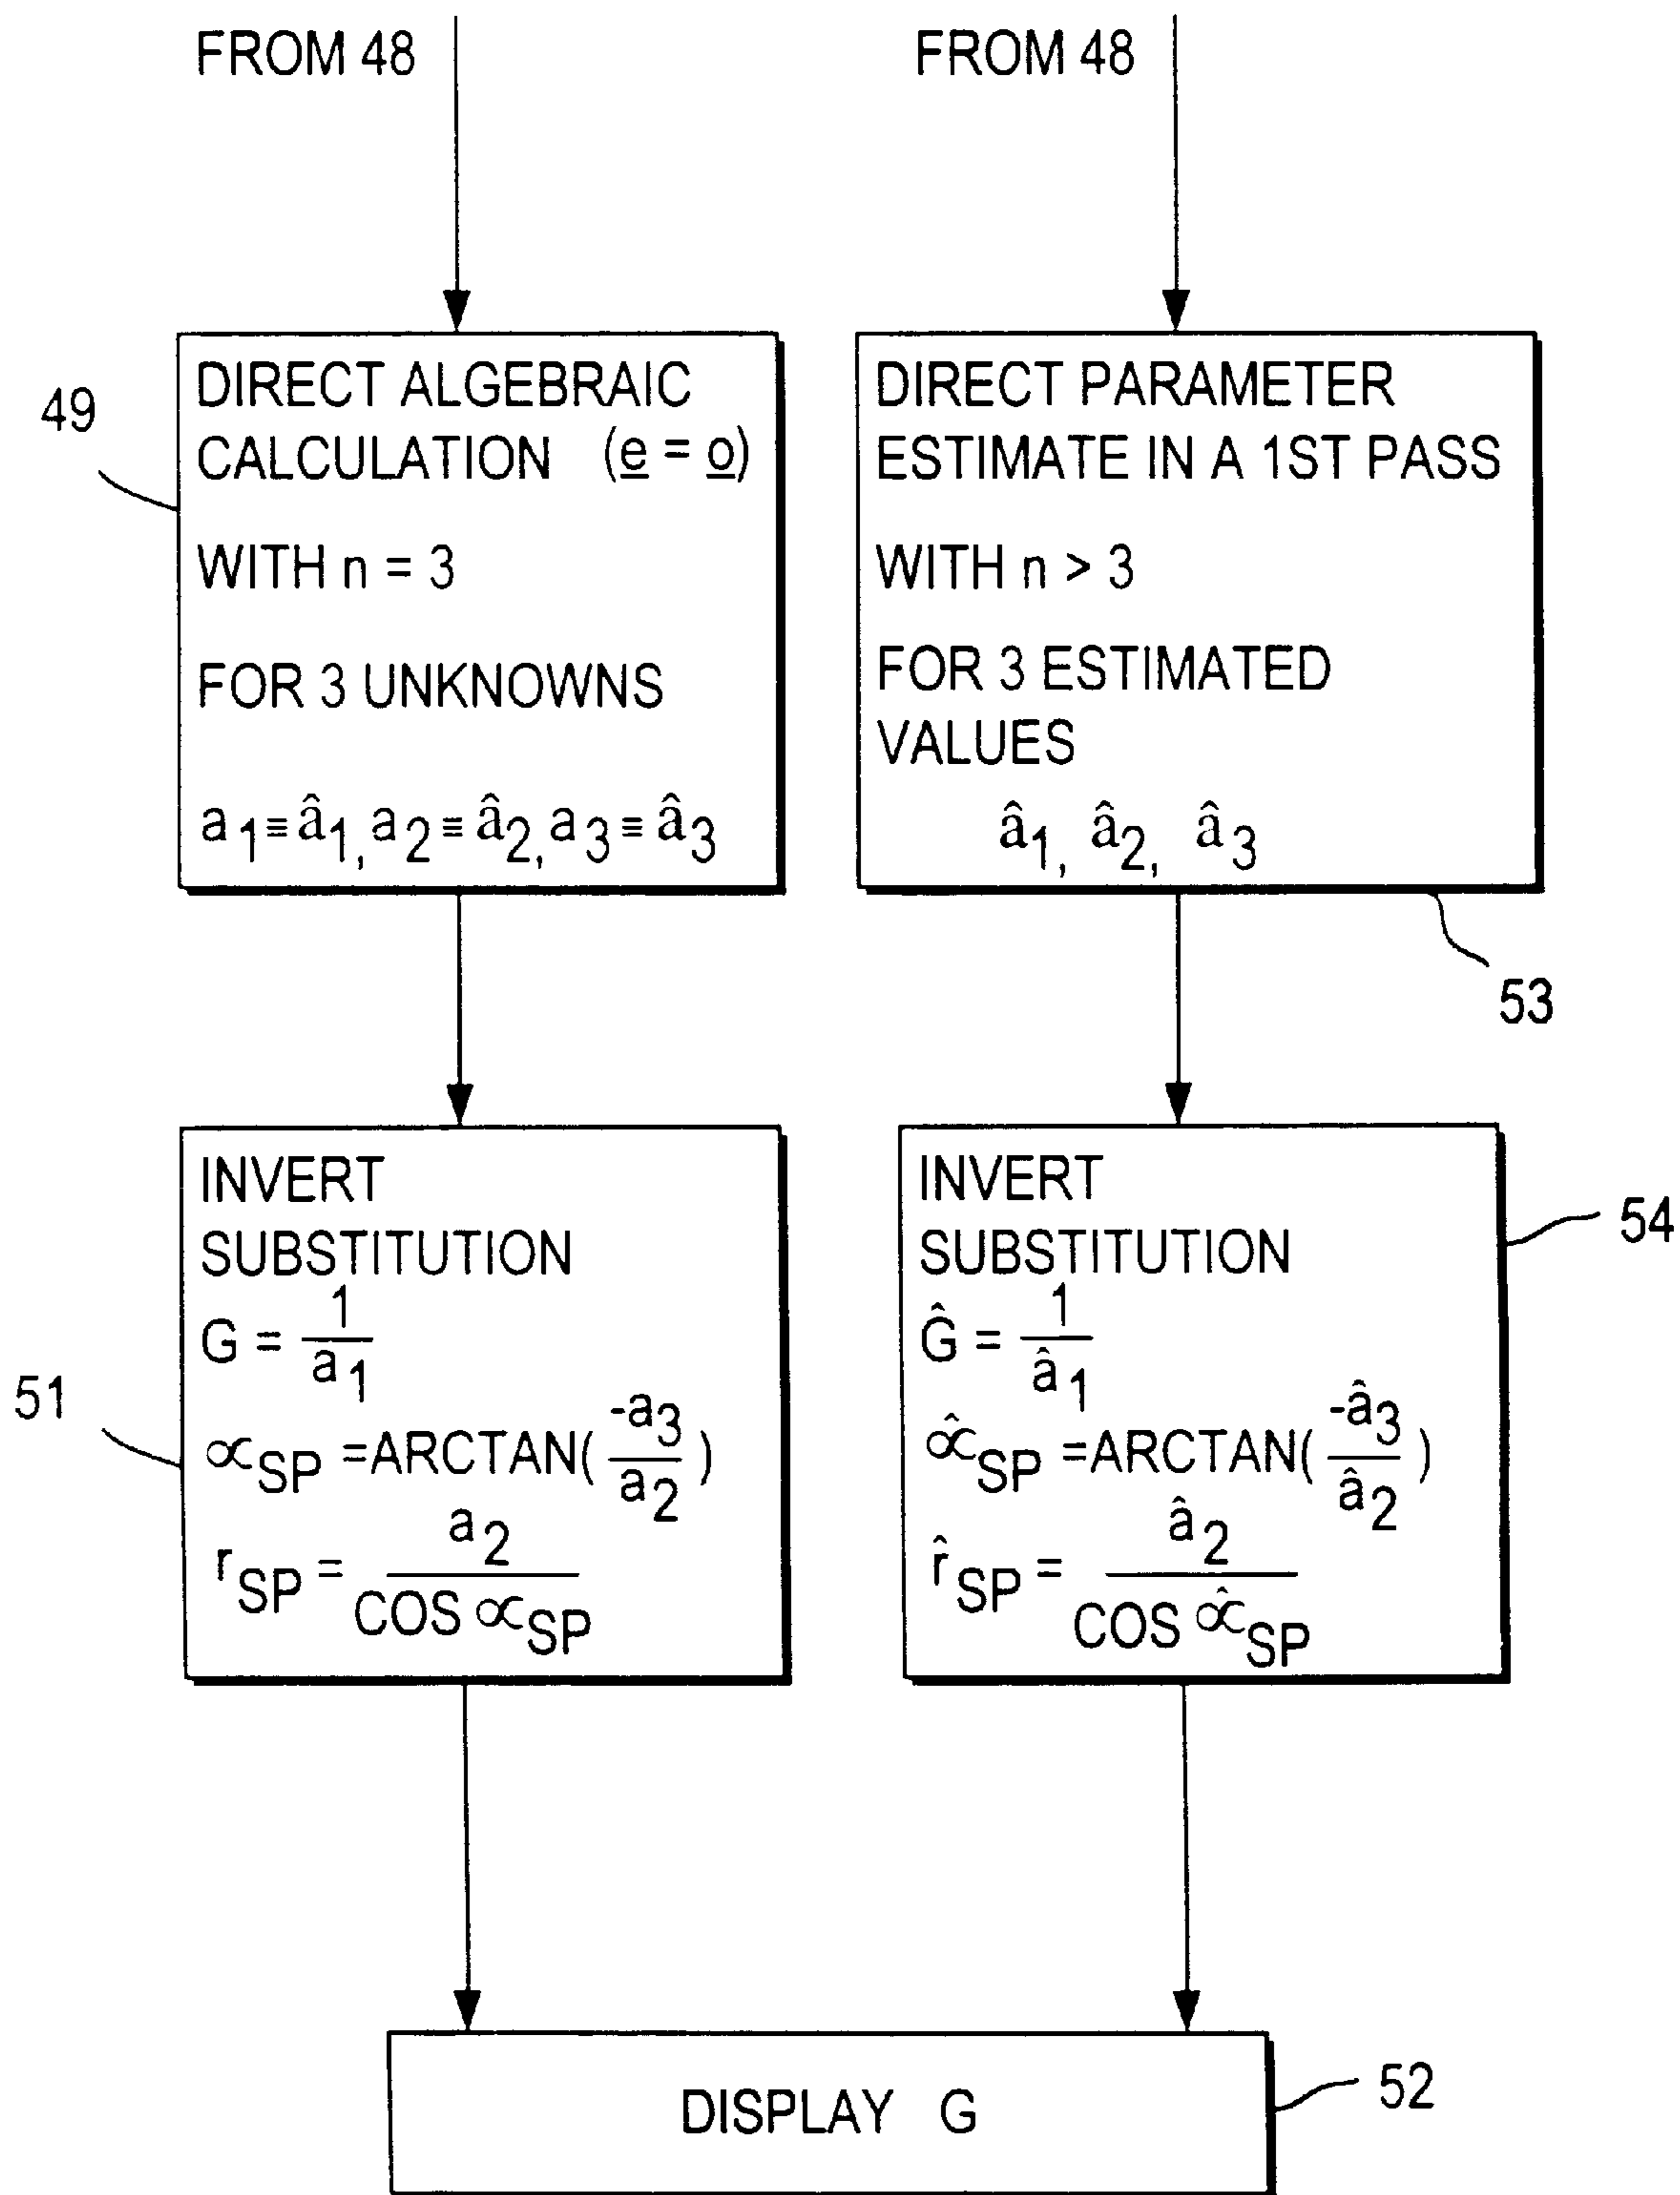 FROM 48
FROM 48
49
DIRECT ALGEBRAIC
CALCULATION (e = o)
WITH n = 3
FOR 3 UNKNOWNS
a1≡â1, a2≡â2, a3≡â3
DIRECT PARAMETER
ESTIMATE IN A 1ST PASS
WITH n > 3
FOR 3 ESTIMATED
VALUES
â1, â2, â3
53
51
INVERT
SUBSTITUTION
G = 1/a1
∝SP = ARCTAN(-a3/a2)
rSP = a2/COS ∝SP
INVERT
SUBSTITUTION
Ĝ = 1/â1
∝̂SP = ARCTAN(-â3/â2)
r̂SP = â2/COS ∝̂SP
54
DISPLAY G
52